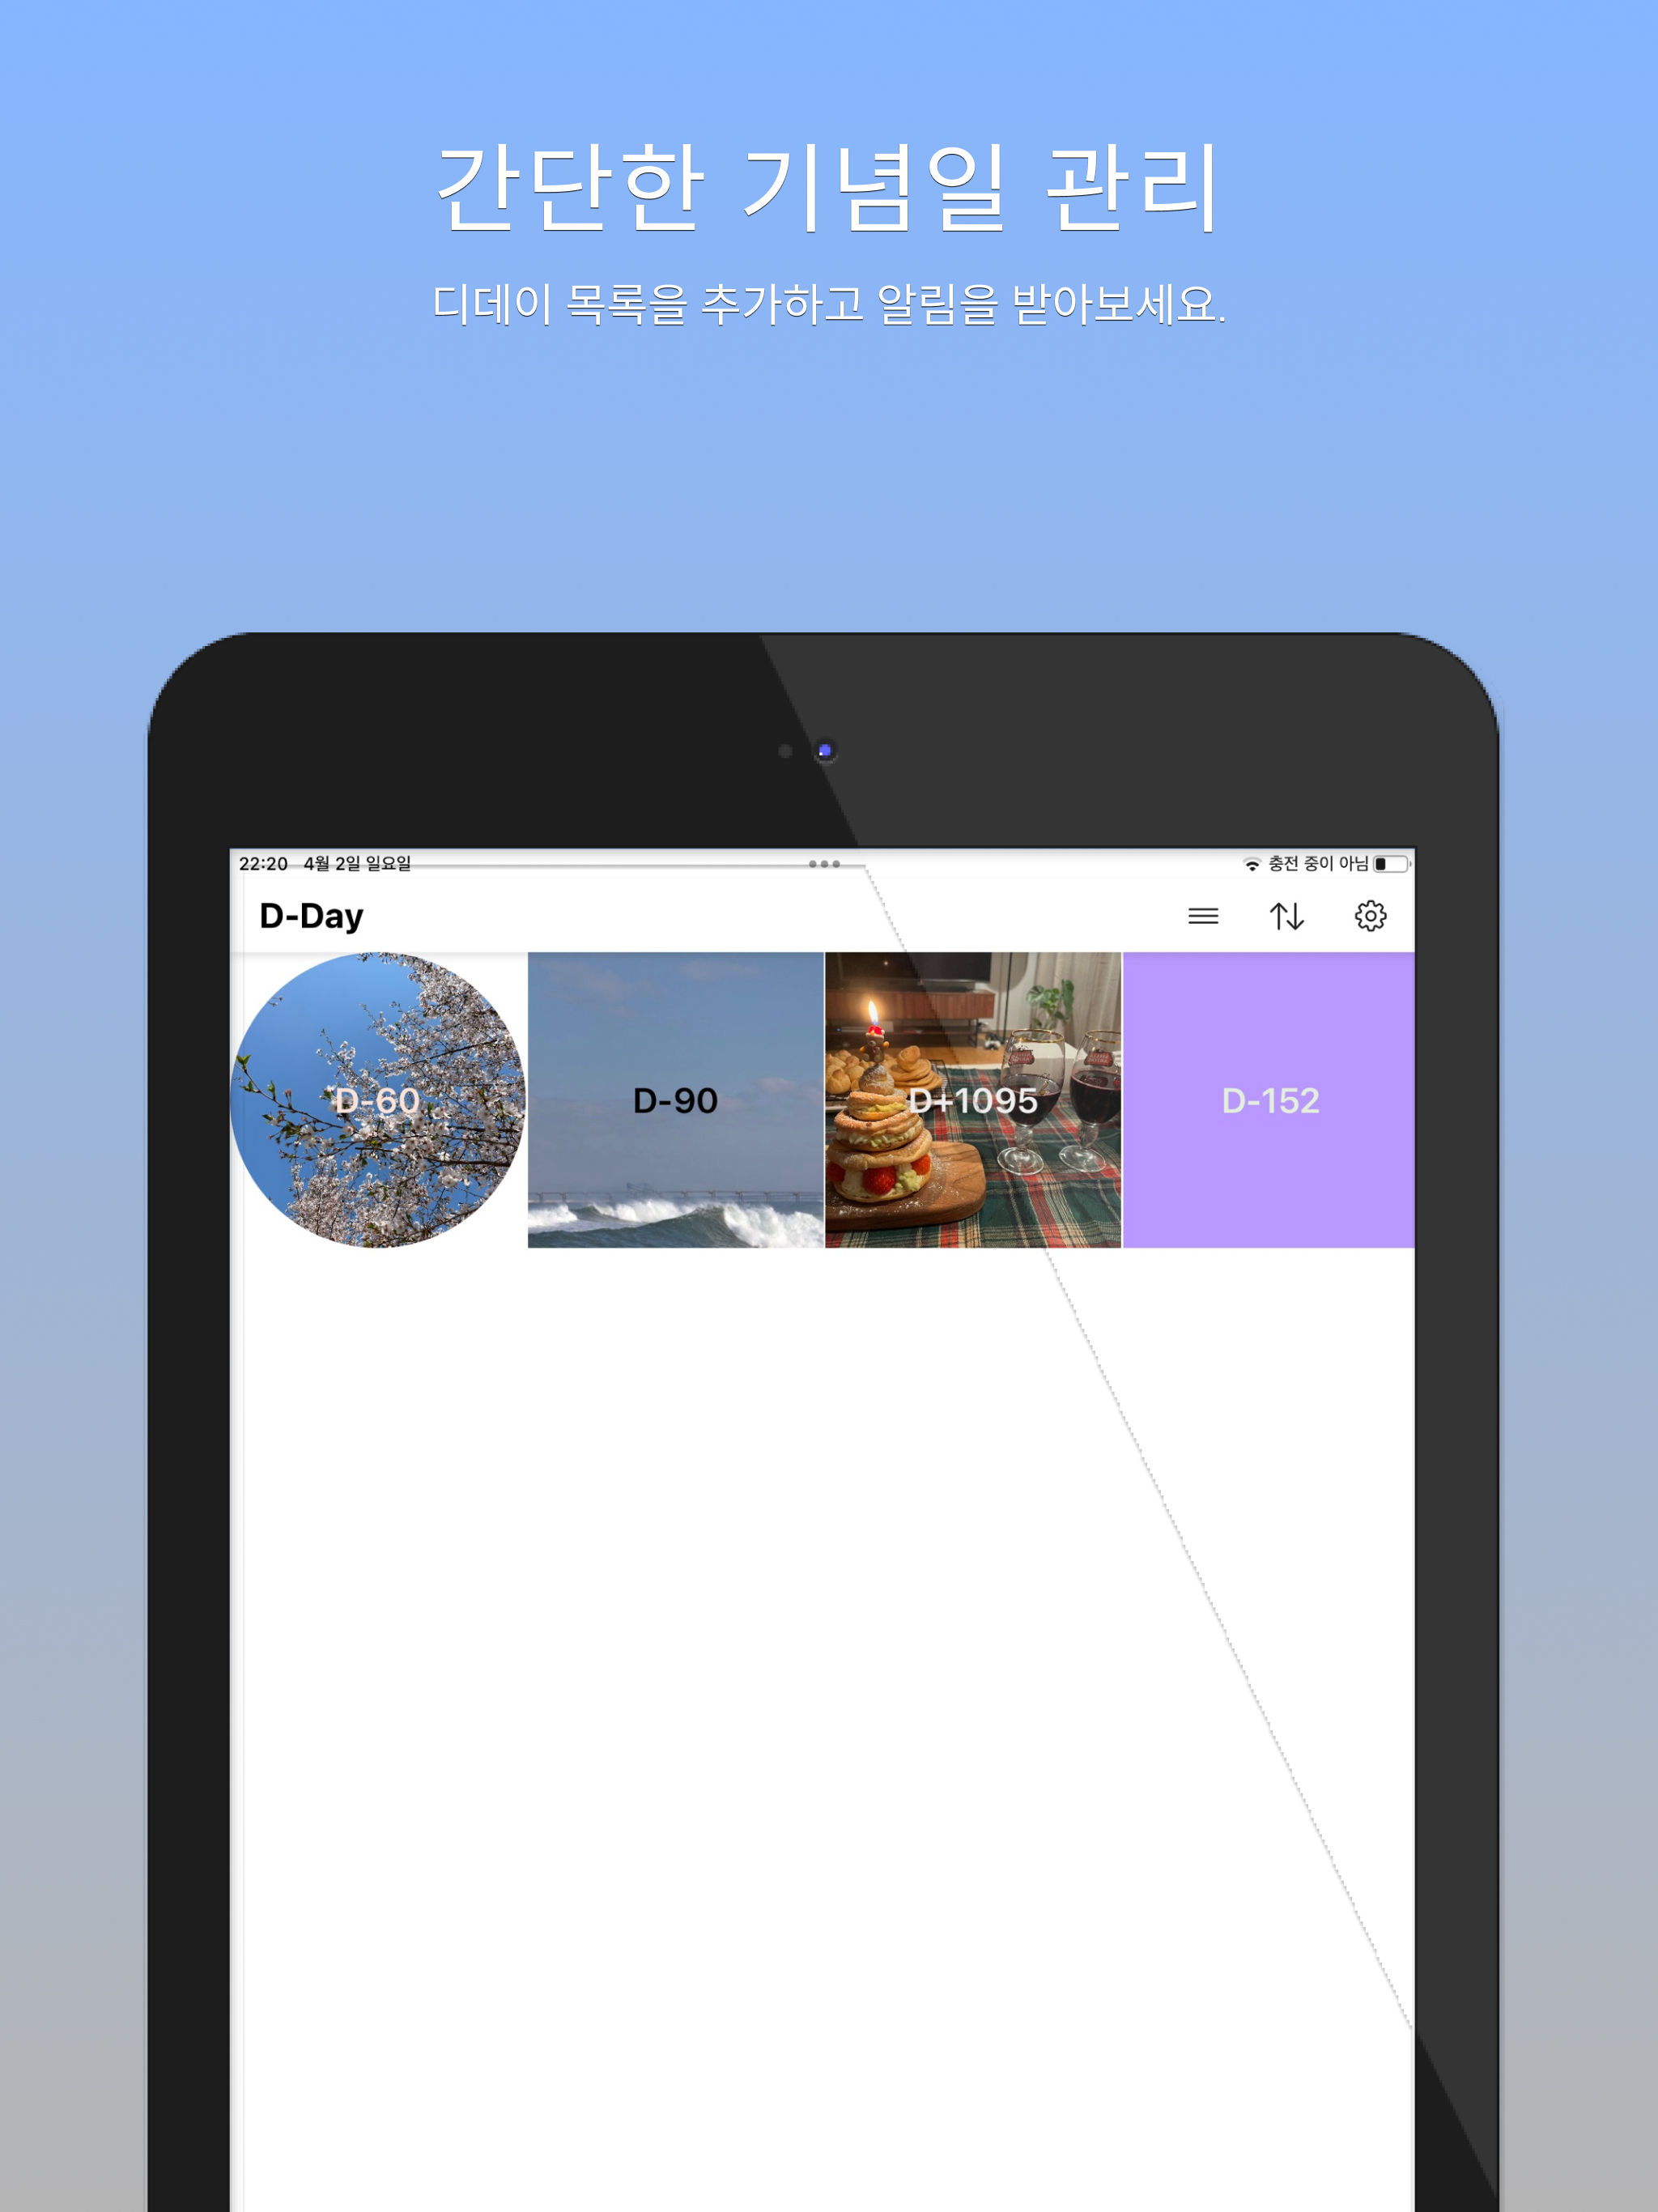 간단한 기념일 관리
디데이 목록을 추가하고 알림을 받아보세요.
22:20 4월 2일 일요일
충전 중이 아님
D-Day
D-60
D-90
D+1095
D-152